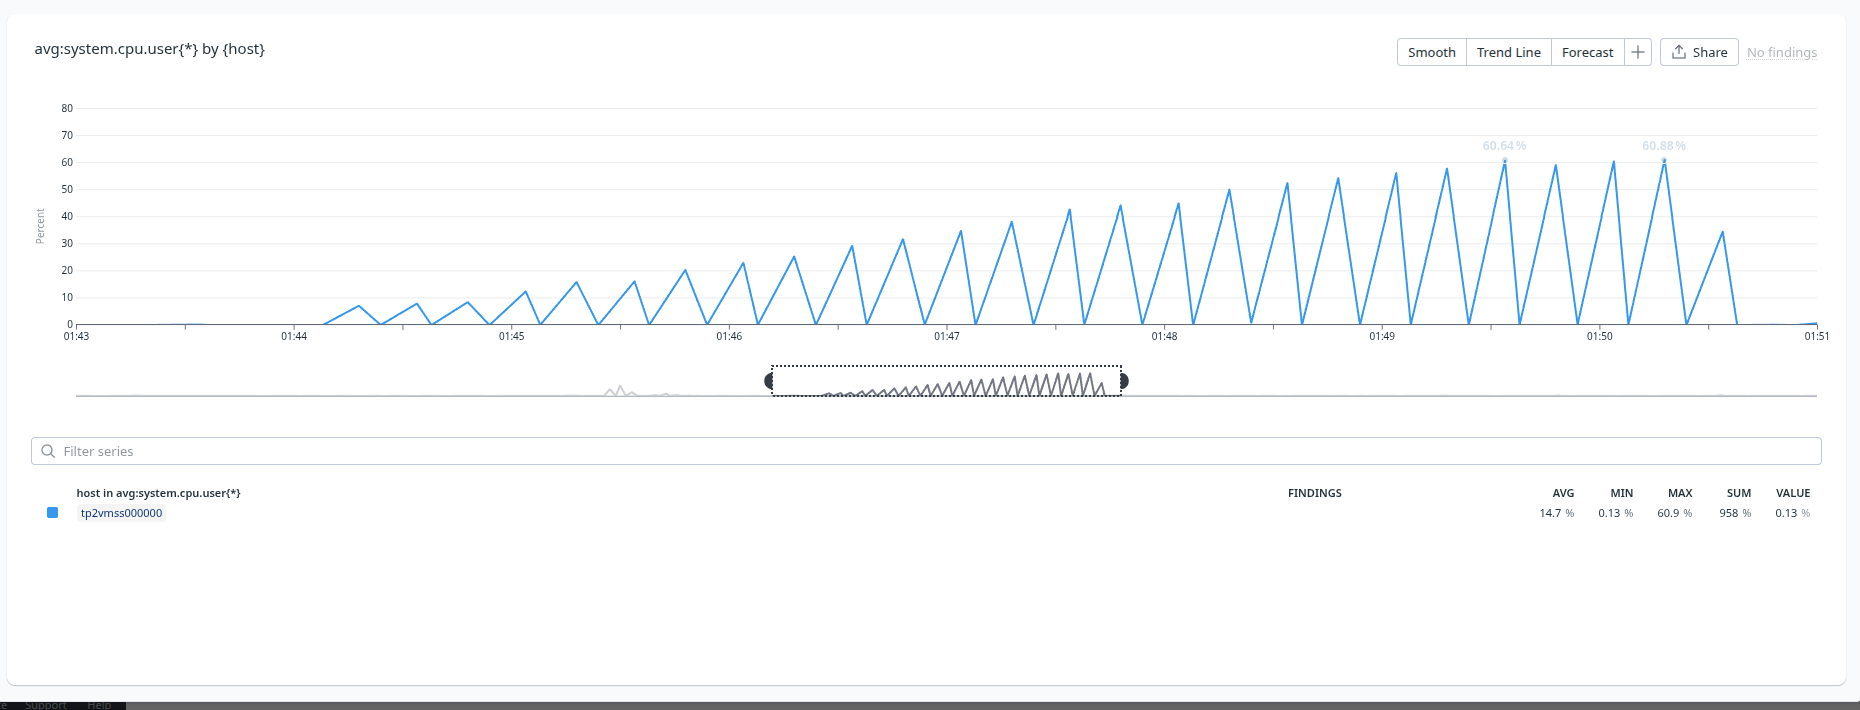 avg:system.cpu.user{*} by {host}
Smooth Trend Line Forecast Share No findings
80
70
60.64% 60.88%
60
50
40
Percent
30
20
10
0
01:43 01:44 01:45 01:46 01:47 01:48 01:49 01:50 01:51
Filter series
host in avg:system.cpu.user{*} FINDINGS AVG MIN MAX SUM VALUE
tp2vmss000000 14.7 % 0.13 % 60.9 % 958 % 0.13 %
Support Help